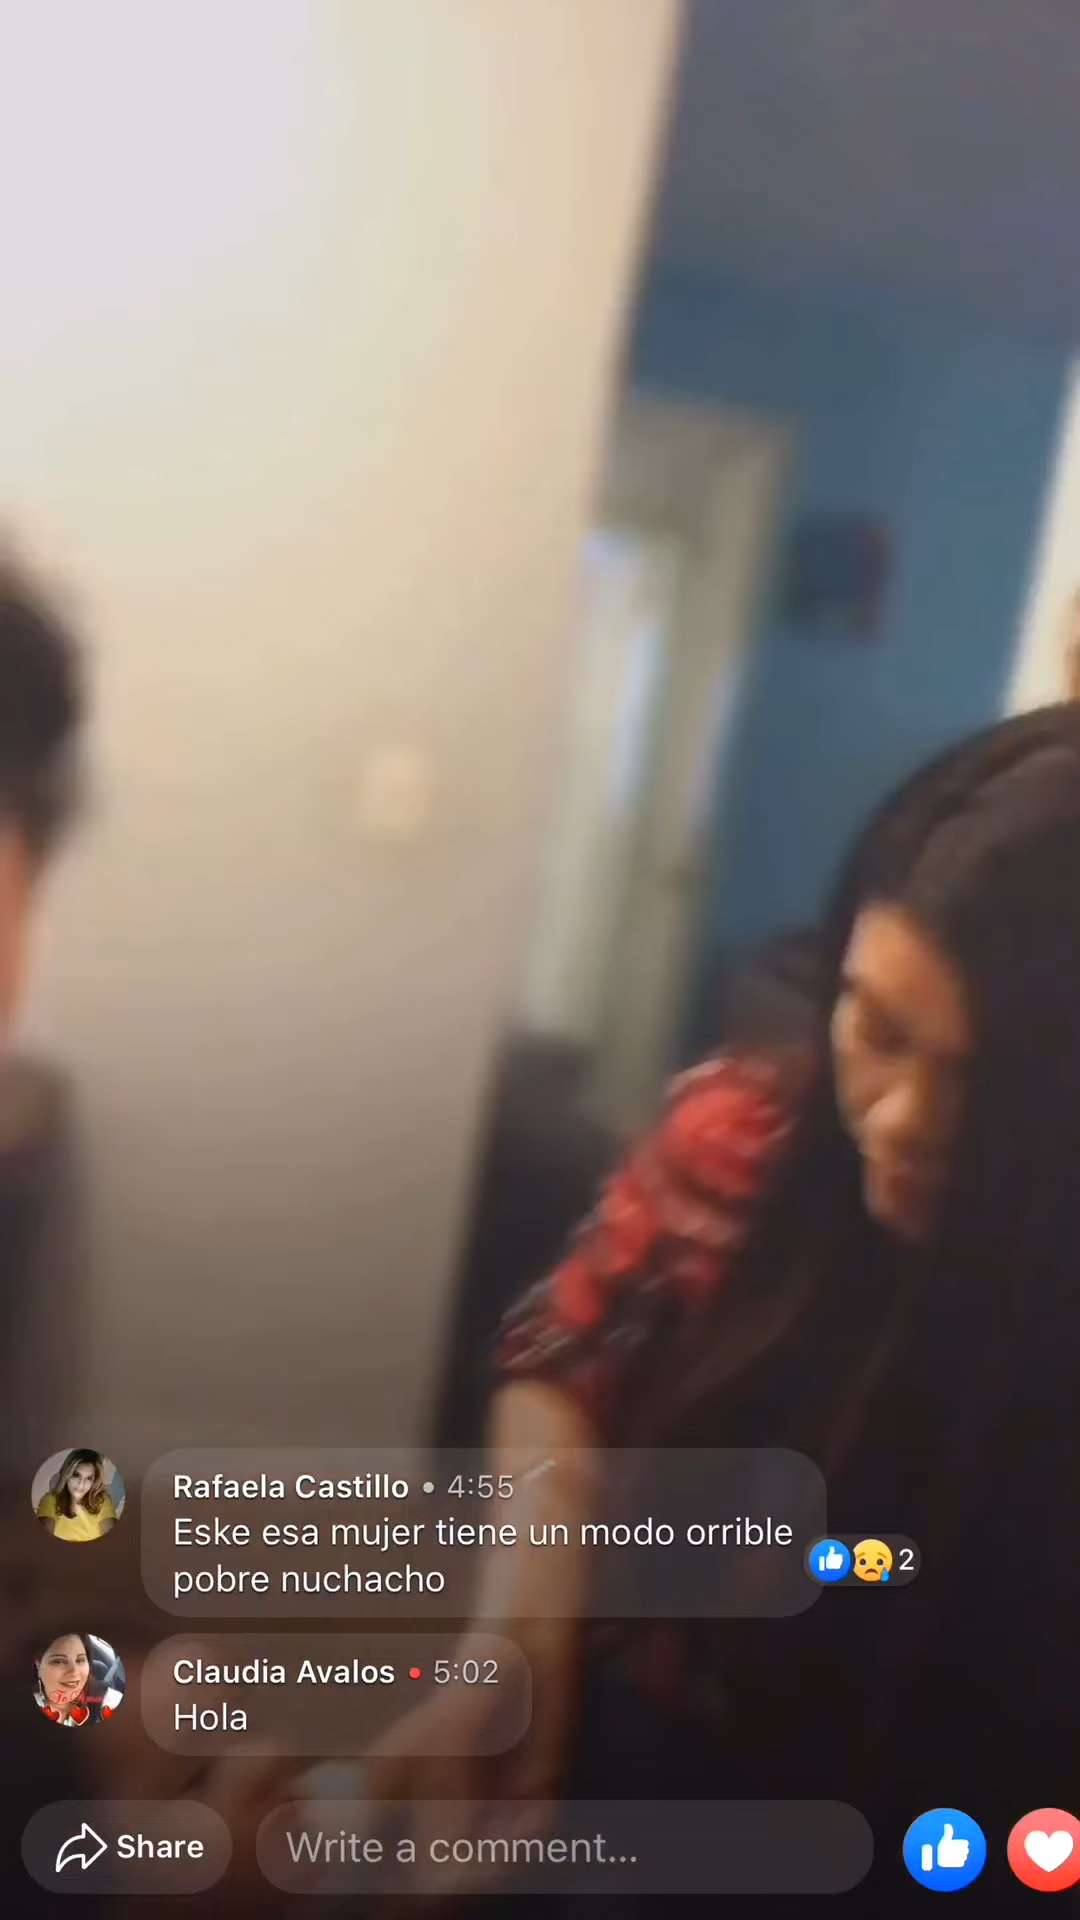 Rafaela Castillo • 4:55
Eske esa mujer tiene un modo orrible
pobre nuchacho
2
Claudia Avalos • 5:02
Hola
Share
Write a comment...